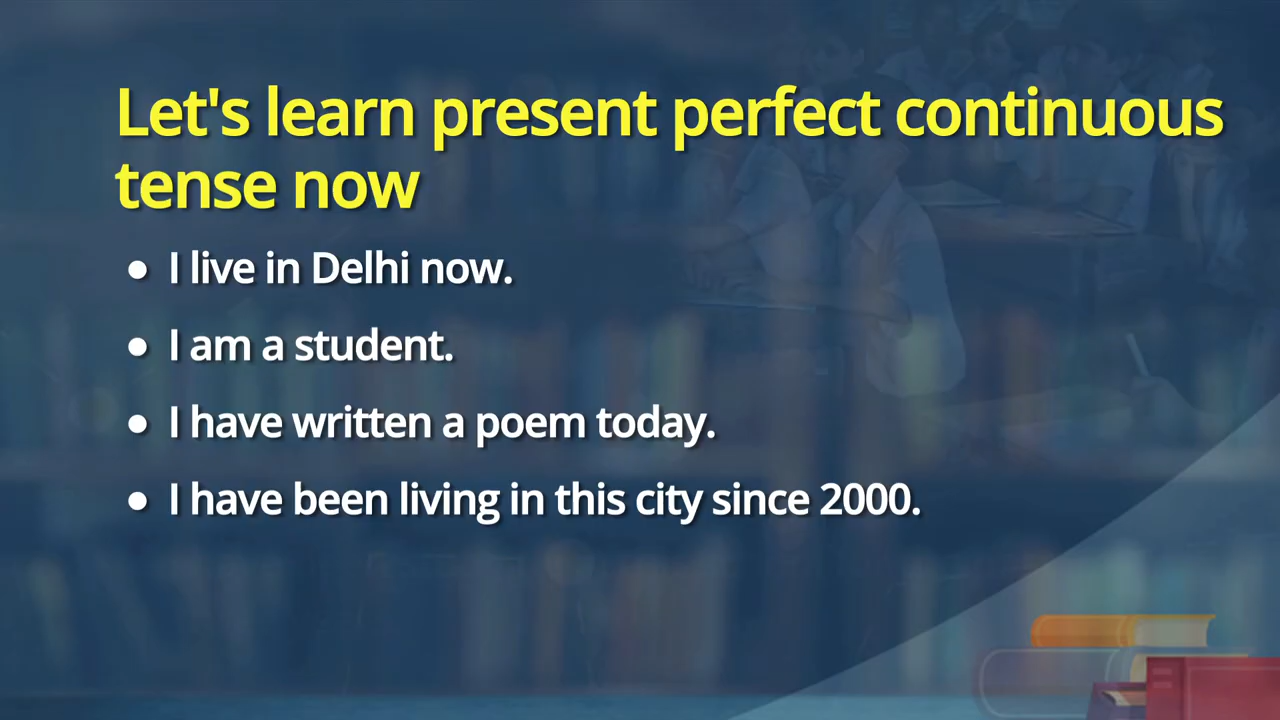 Let's learn present perfect continuous
tense now
● I live in Delhi now.
● I am a student.
● I have written a poem today.
● I have been living in this city since 2000.